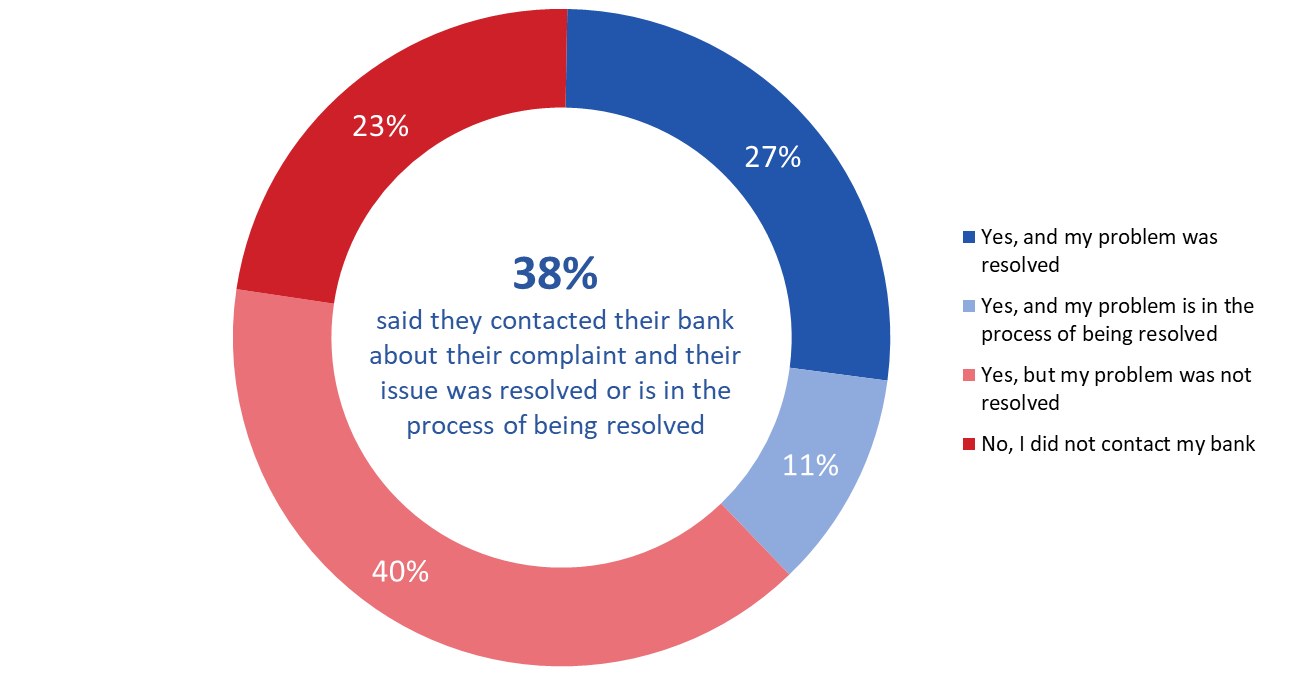 23%
27%
38%
said they contacted their bank
about their complaint and their
issue was resolved or is in the
process of being resolved
11%
40%
Yes, and my problem was
resolved
Yes, and my problem is in the
process of being resolved
Yes, but my problem was not
resolved
No, I did not contact my bank